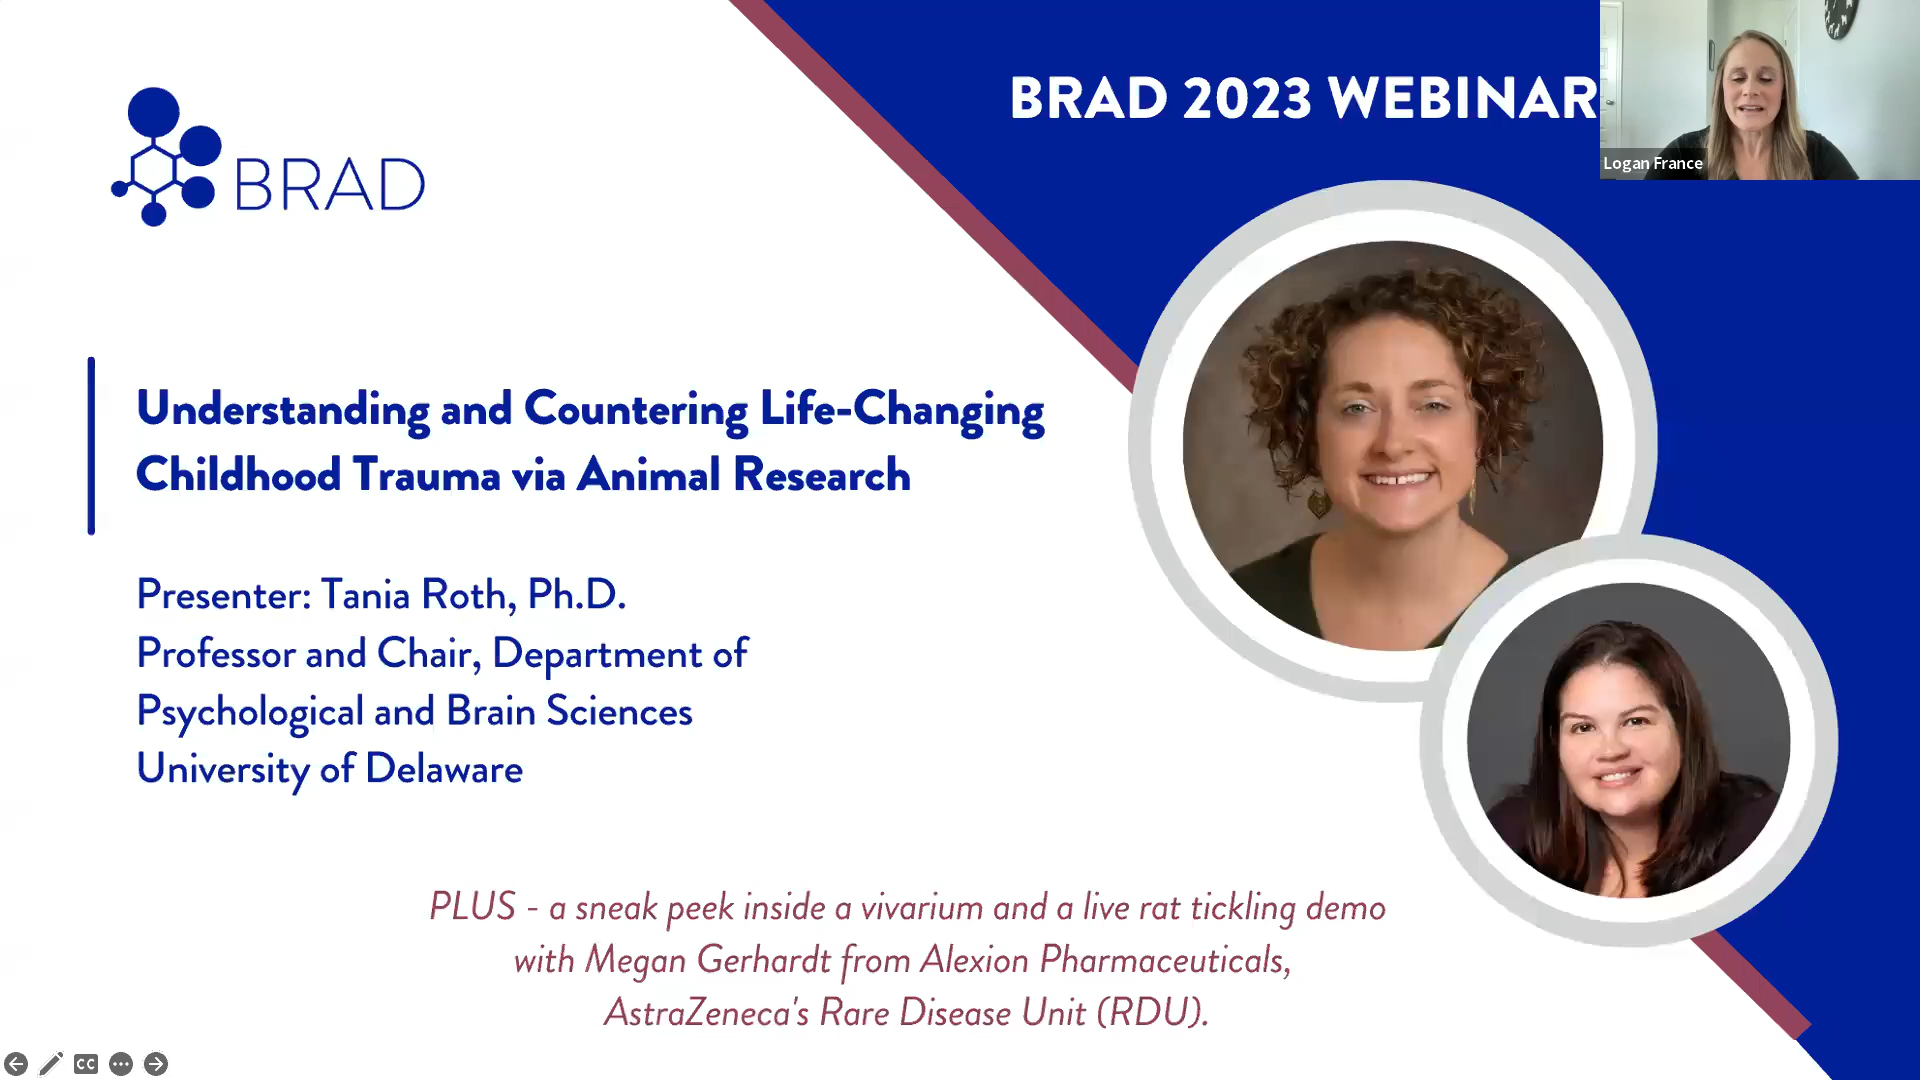 BRAD 2023 WEBINAR
Logan France
BRAD
Understanding and Countering Life-Changing
Childhood Trauma via Animal Research
Presenter: Tania Roth, Ph.D.
Professor and Chair, Department of
Psychological and Brain Sciences
University of Delaware
PLUS - a sneak peek inside a vivarium and a live rat tickling demo
with Megan Gerhardt from Alexion Pharmaceuticals,
AstraZeneca's Rare Disease Unit (RDU).
CC